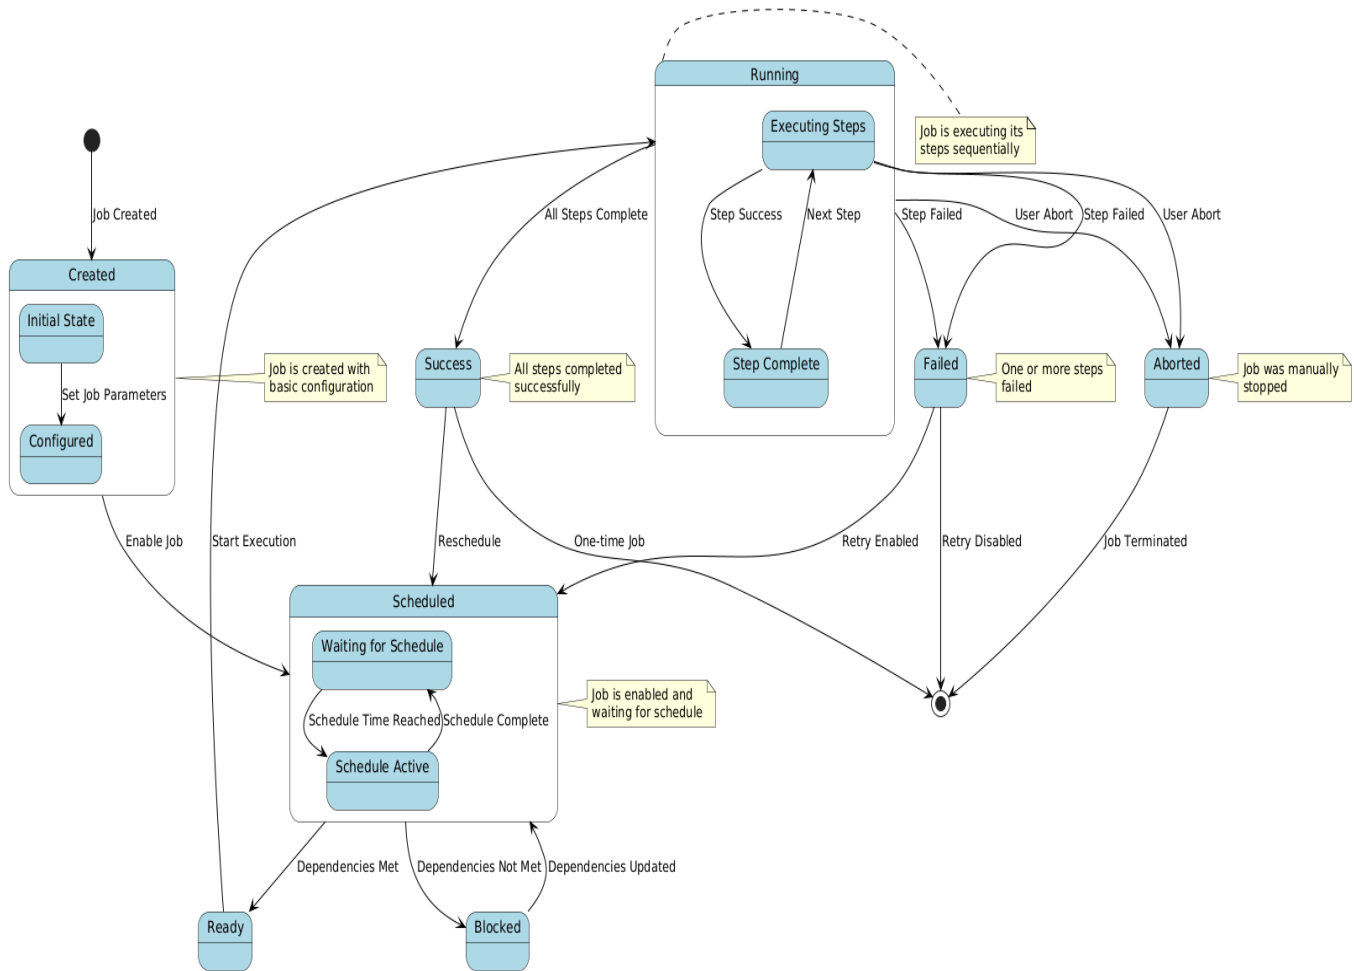 Running
Executing Steps
Job is executing its
steps sequentially
Job Created
All Steps Complete
Step Success
Next Step
Step Failed
User Abort
Step Failed
User Abort
Created
Initial State
Set Job Parameters
Configured
Job is created with
basic configuration
Success
All steps completed
successfully
Step Complete
Failed
One or more steps
failed
Aborted
Job was manually
stopped
Enable Job
Start Execution
Reschedule
One-time Job
Retry Enabled
Retry Disabled
Job Terminated
Scheduled
Waiting for Schedule
Schedule Time Reached
Schedule Complete
Schedule Active
Job is enabled and
waiting for schedule
Dependencies Met
Dependencies Not Met
Dependencies Updated
Ready
Blocked